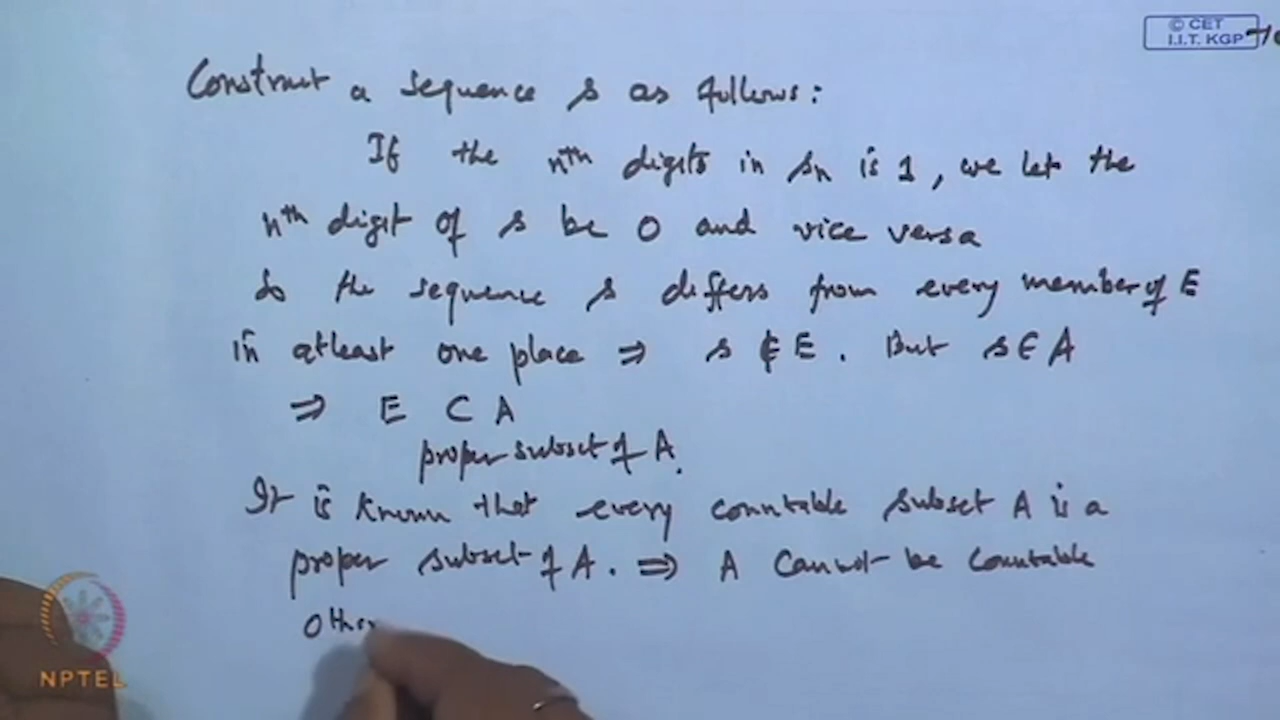 © CET
I.I.T. KGP
Construct a sequence s as follows:
If the nth digits in sn is 1, we let the
nth digit of s be 0 and vice versa
So the sequence s differs from every member of E
in atleast one place ⇒ s ∉ E. But s ∈ A
⇒ E ⊂ A
proper subset of A.
It is known that every countable subset A is a
proper subset of A. ⇒ A cannot be countable
Other
NPTEL